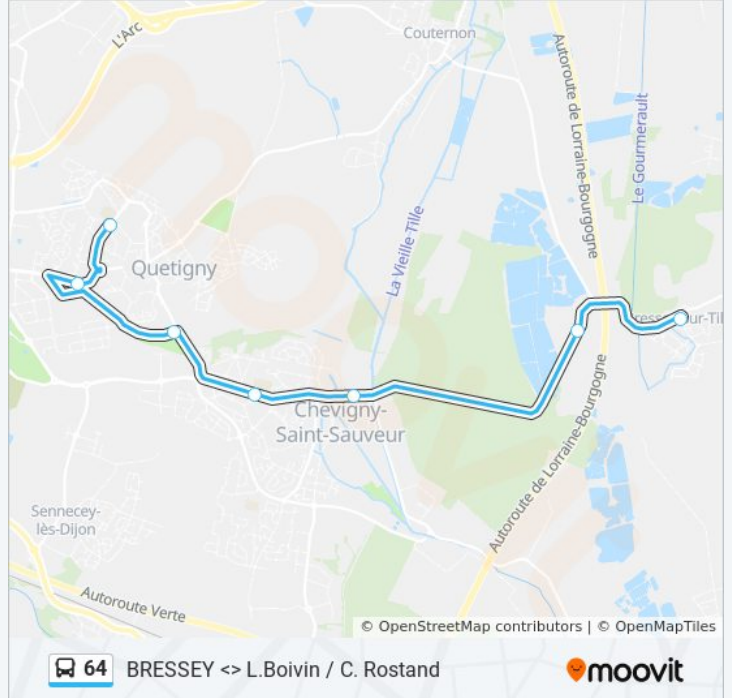 L'Arc
Couternon
Autoroute de Lorraine-Bourgogne
Le Gourmerault
La Vieille-Tille
Quetigny
Chevigny-
Saint-Sauveur
Autoroute de Lorraine-Bourgogne
Sennecey-
lès-Dijon
Autoroute Verte
© OpenStreetMap contributors | © OpenMapTiles
64 BRESSEY <> L.Boivin / C. Rostand
moovit